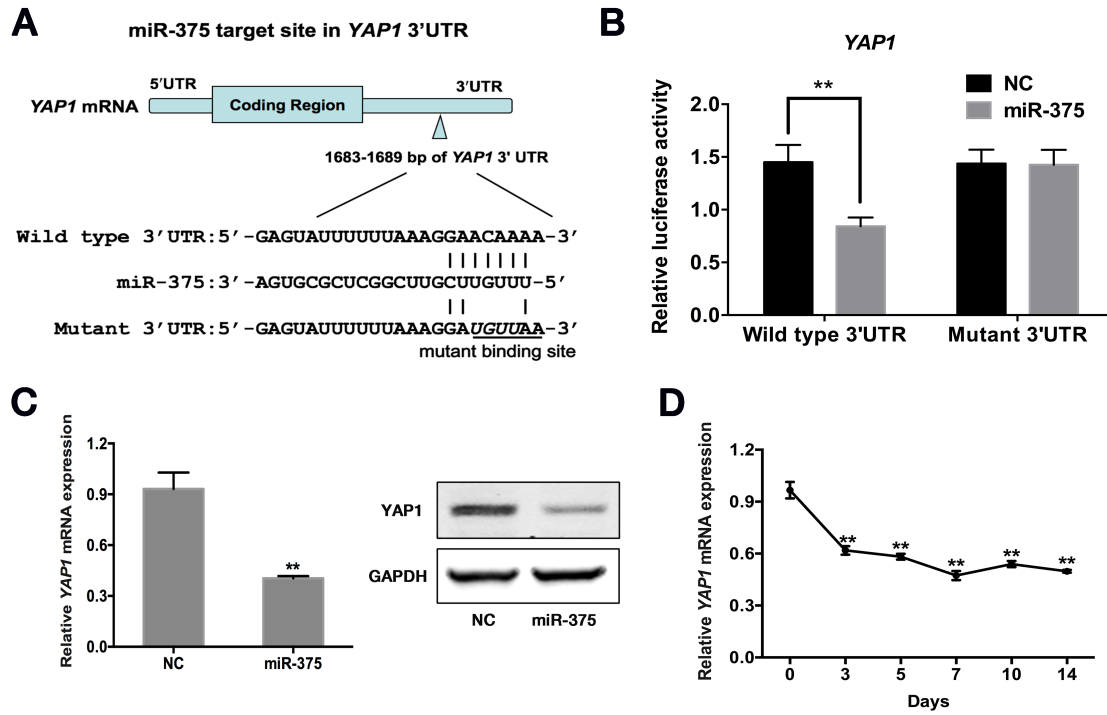 A
miR-375 target site in YAP1 3'UTR
5'UTR
3'UTR
YAP1 mRNA
Coding Region
1683-1689 bp of YAP1 3' UTR
Wild type 3'UTR:5'-GAGUAUUUUUUAAAGGAACAAAA-3'
miR-375:3'-AGUGCGCUCGGCUUGCUUGUUU-5'
Mutant 3'UTR:5'-GAGUAUUUUUUAAAGGAUGUUAA-3'
mutant binding site
B
YAP1
NC
miR-375
Relative luciferase activity
2.0
1.5
1.0
0.5
0.0
**
Wild type 3'UTR
Mutant 3'UTR
C
Relative YAP1 mRNA expression
1.2
0.9
0.6
0.3
0.0
**
NC
miR-375
YAP1
GAPDH
NC
miR-375
D
Relative YAP1 mRNA expression
1.2
0.9
0.6
0.3
0.0
**
**
**
**
**
0 3 5 7 10 14
Days